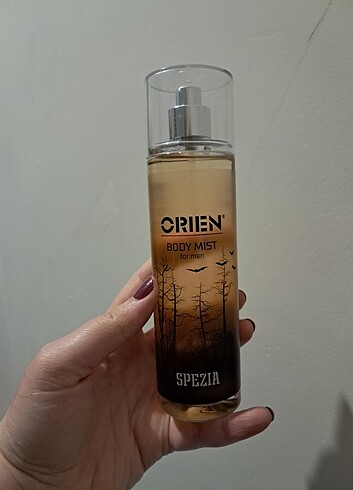 ORIEN®
BODY MIST
for men
SPEZIA